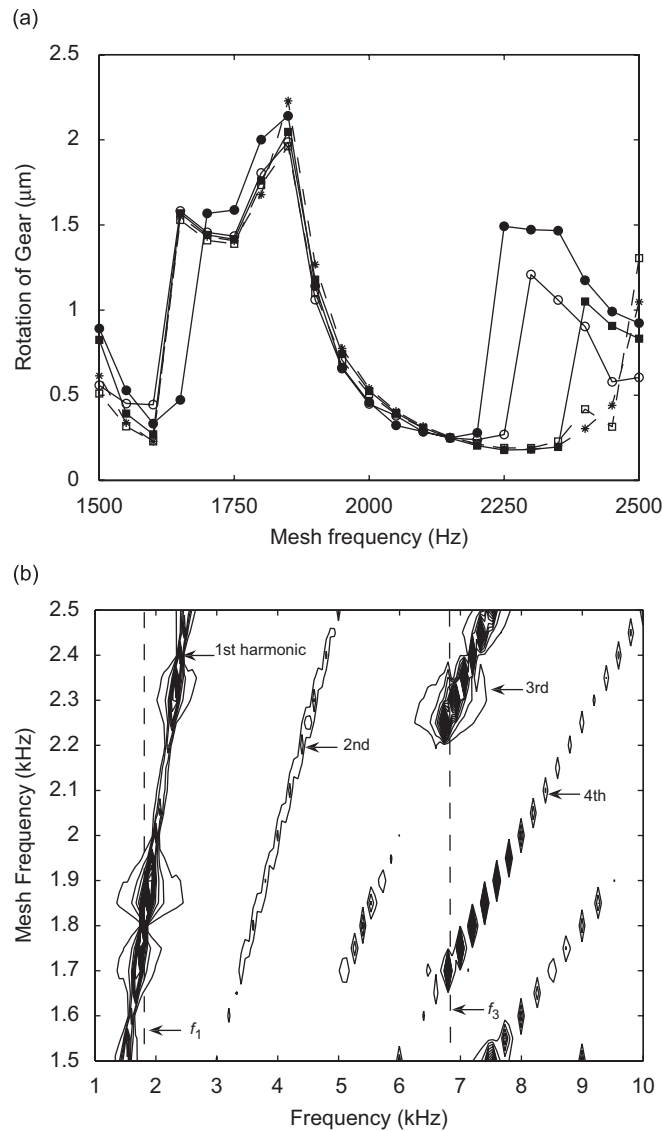 (a)
2.5
2
1.5
1
0.5
0
Rotation of Gear (μm)
1500
1750
2000
2250
2500
Mesh frequency (Hz)
(b)
2.5
2.4
2.3
2.2
2.1
2.0
1.9
1.8
1.7
1.6
1.5
Mesh Frequency (kHz)
1st harmonic
2nd
3rd
4th
f1
f3
1
2
3
4
5
6
7
8
9
10
Frequency (kHz)